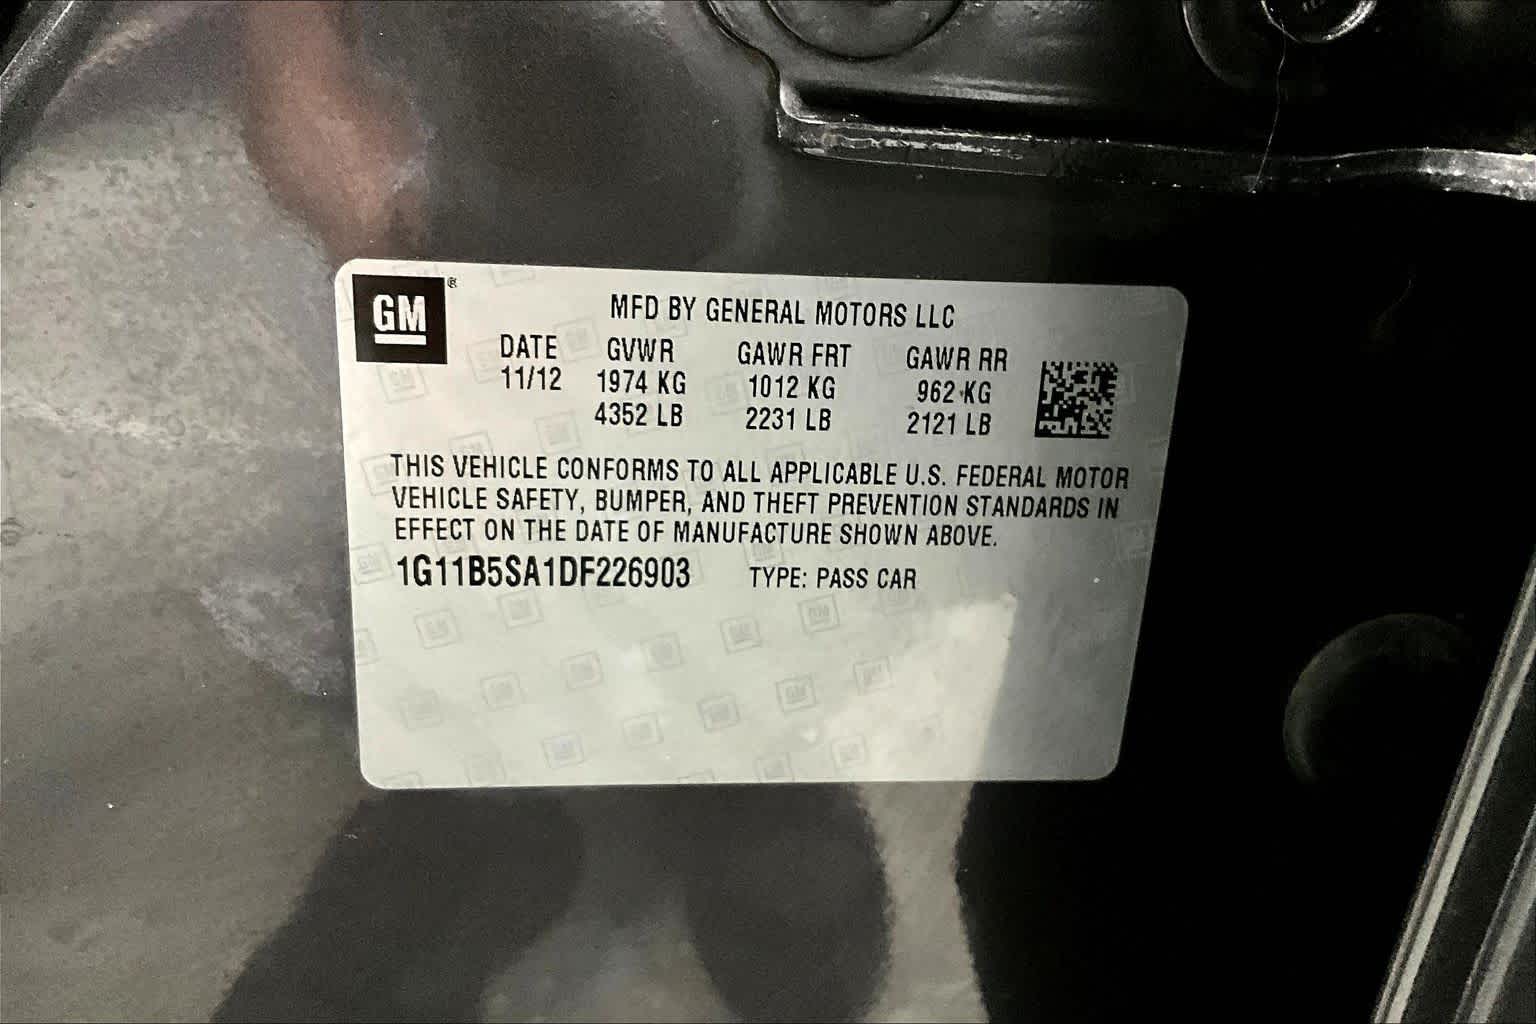 GM®
MFD BY GENERAL MOTORS LLC
DATE GVWR GAWR FRT GAWR RR
11/12 1974 KG 1012 KG 962 KG
4352 LB 2231 LB 2121 LB
THIS VEHICLE CONFORMS TO ALL APPLICABLE U.S. FEDERAL MOTOR
VEHICLE SAFETY, BUMPER, AND THEFT PREVENTION STANDARDS IN
EFFECT ON THE DATE OF MANUFACTURE SHOWN ABOVE.
1G11B5SA1DF226903 TYPE: PASS CAR